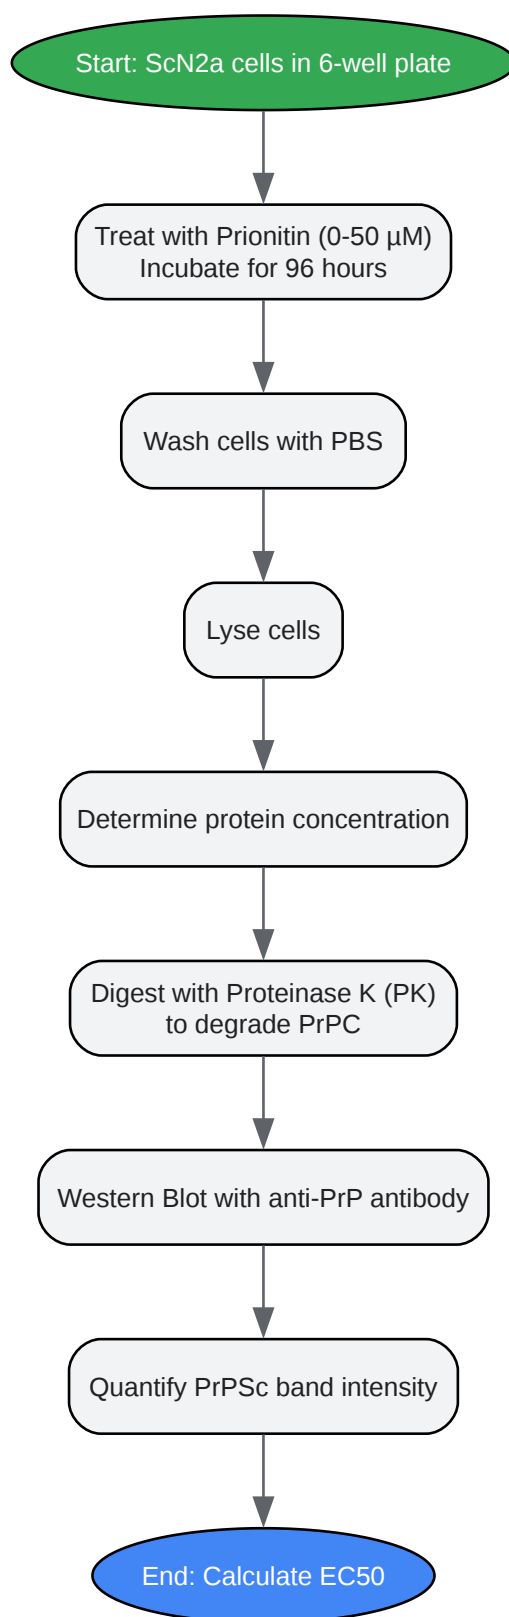 Start: ScN2a cells in 6-well plate
Treat with Prionitin (0-50 µM)
Incubate for 96 hours
Wash cells with PBS
Lyse cells
Determine protein concentration
Digest with Proteinase K (PK)
to degrade PrPC
Western Blot with anti-PrP antibody
Quantify PrPSc band intensity
End: Calculate EC50